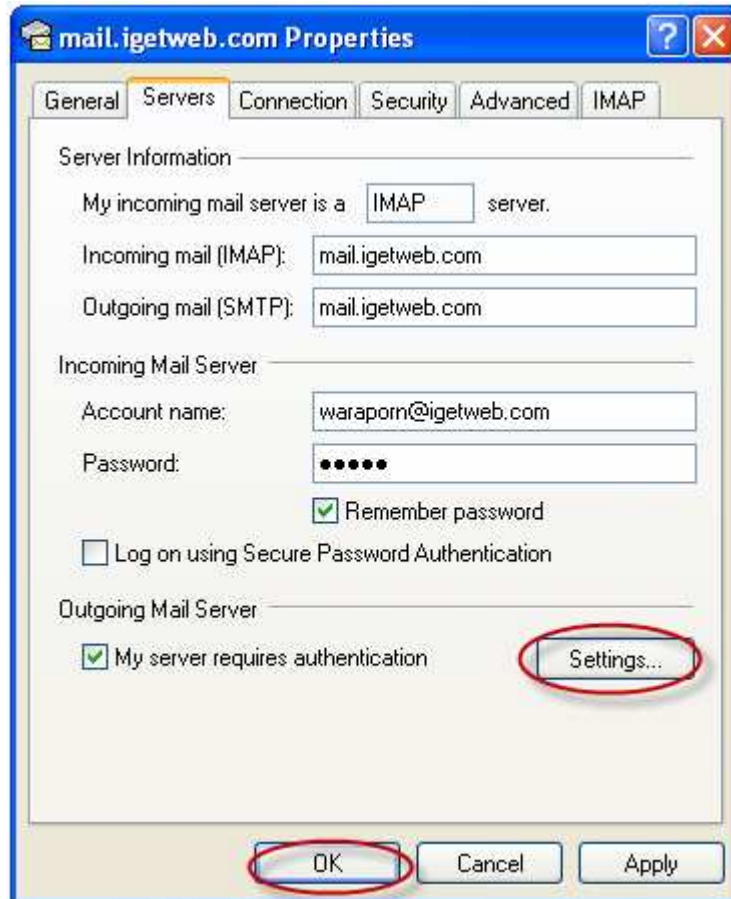 mail.igetweb.com Properties
General Servers Connection Security Advanced IMAP
Server Information
My incoming mail server is a IMAP server.
Incoming mail (IMAP): mail.igetweb.com
Outgoing mail (SMTP): mail.igetweb.com
Incoming Mail Server
Account name: waraporn@igetweb.com
Password: •••••
Remember password
Log on using Secure Password Authentication
Outgoing Mail Server
My server requires authentication Settings...
OK Cancel Apply